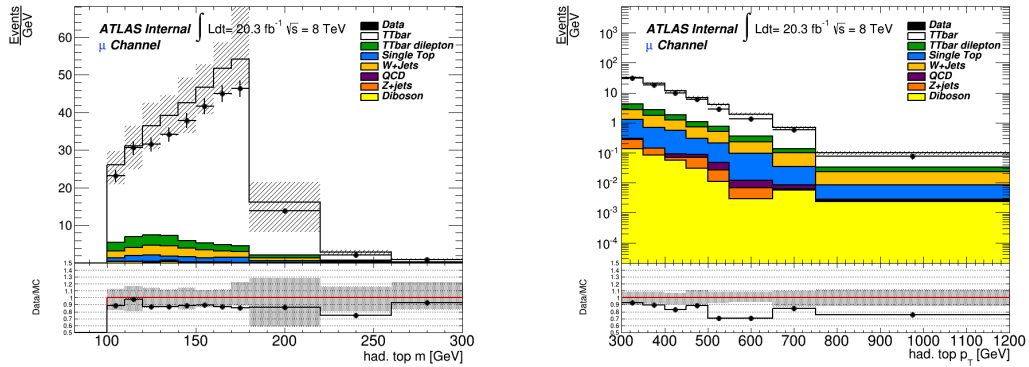 Events
GeV
ATLAS Internal ∫ Ldt= 20.3 fb⁻¹ √s = 8 TeV
μ Channel
Data
TTbar
TTbar dilepton
Single Top
W+Jets
QCD
Z+jets
Diboson
60
50
40
30
20
10
Data/MC
1.5
1.4
1.3
1.2
1.1
1
0.9
0.8
0.7
0.6
0.5
100 150 200 250 300
had. top m [GeV]
Events
GeV
ATLAS Internal ∫ Ldt= 20.3 fb⁻¹ √s = 8 TeV
μ Channel
Data
TTbar
TTbar dilepton
Single Top
W+Jets
QCD
Z+jets
Diboson
10³
10²
10
1
10⁻¹
10⁻²
10⁻³
10⁻⁴
Data/MC
1.5
1.4
1.3
1.2
1.1
1
0.9
0.8
0.7
0.6
0.5
300 400 500 600 700 800 900 1000 1100 1200
had. top p_T [GeV]